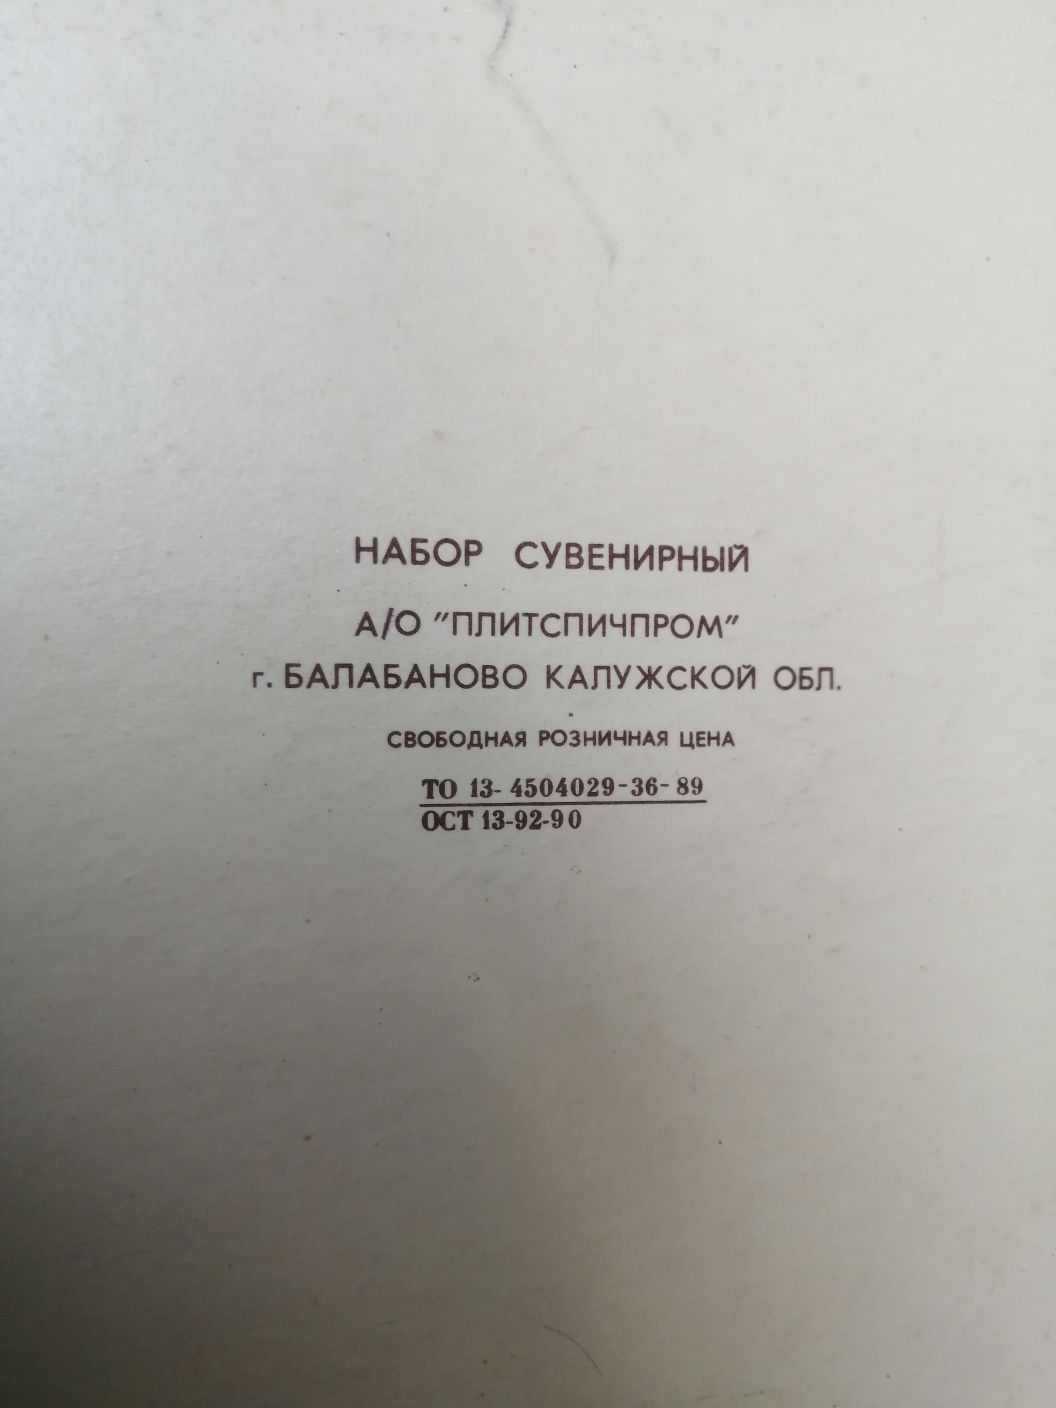 НАБОР СУВЕНИРНЫЙ
А/О "ПЛИТСПИЧПРОМ"
г. БАЛАБАНОВО КАЛУЖСКОЙ ОБЛ.
СВОБОДНАЯ РОЗНИЧНАЯ ЦЕНА
ТО 13- 4504029-36-89
ОСТ 13-92-90